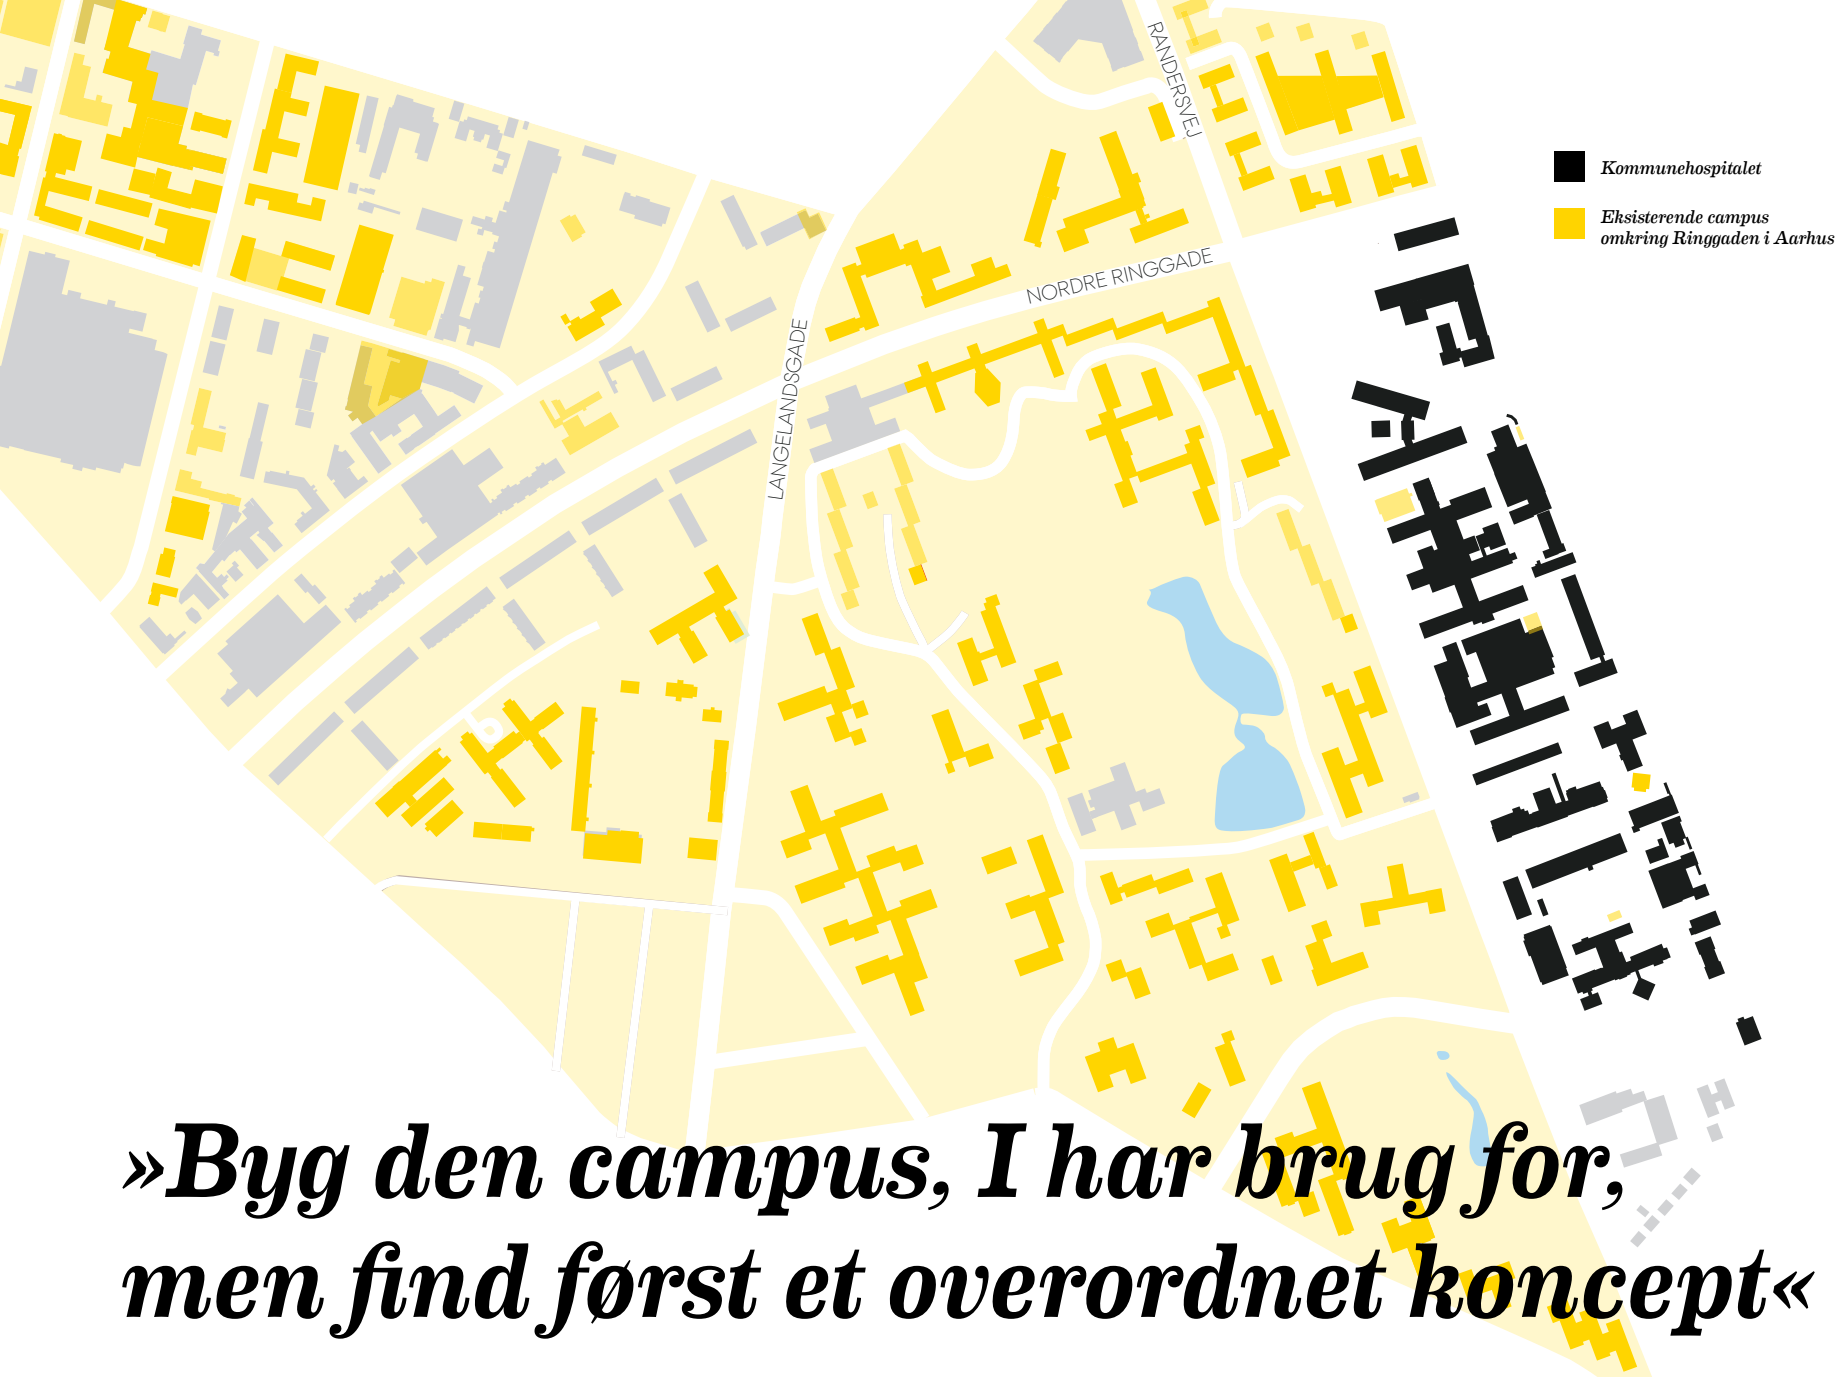 RANDERSVEJ
Kommunehospitalet
Eksisterende campus
omkring Ringgaden i Aarhus
NORDRE RINGGADE
LANGELANDSGADE
»Byg den campus, I har brug for,
men find først et overordnet koncept«